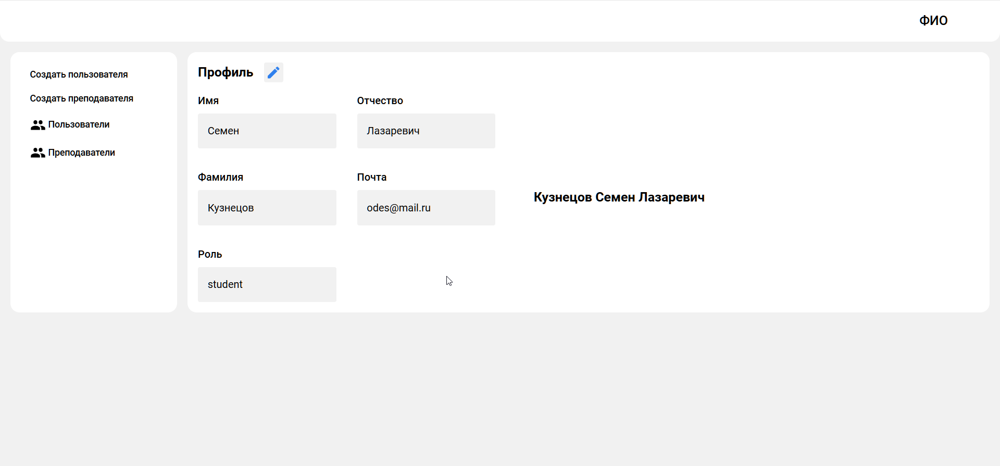 ФИО
Создать пользователя
Создать преподавателя
Пользователи
Преподаватели
Профиль
Имя
Отчество
Семен
Лазаревич
Фамилия
Почта
Кузнецов
odes@mail.ru
Роль
student
Кузнецов Семен Лазаревич